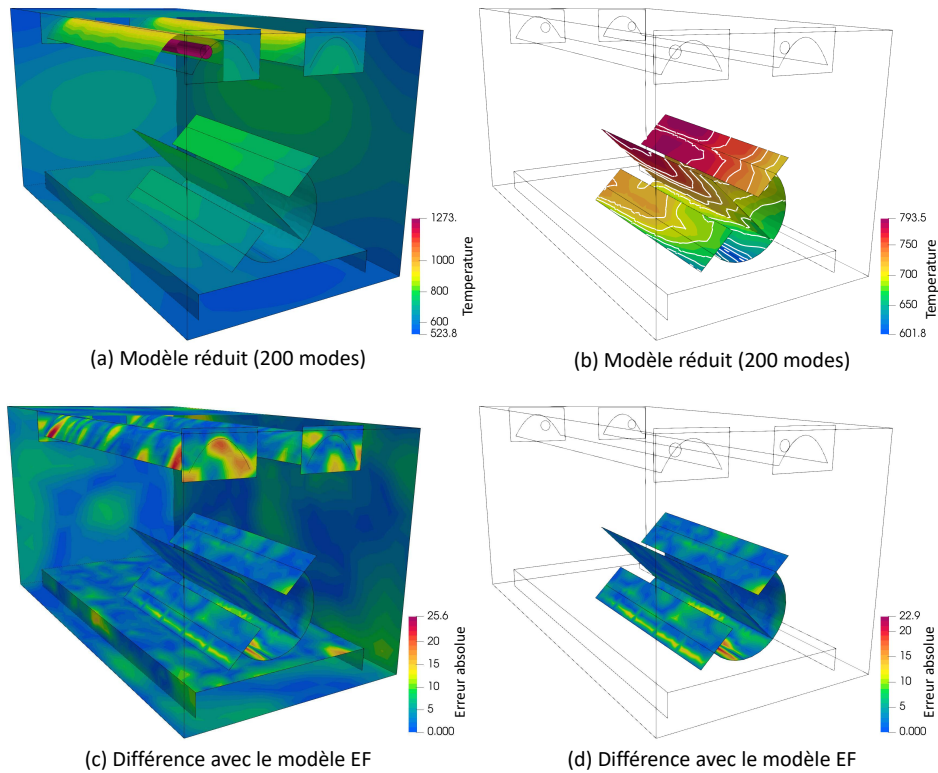 1273.
1000
800
600
523.8
Temperature
(a) Modèle réduit (200 modes)
793.5
750
700
650
601.8
Temperature
(b) Modèle réduit (200 modes)
25.6
20
15
10
5
0.000
Erreur absolue
(c) Différence avec le modèle EF
22.9
20
15
10
5
0.000
Erreur absolue
(d) Différence avec le modèle EF